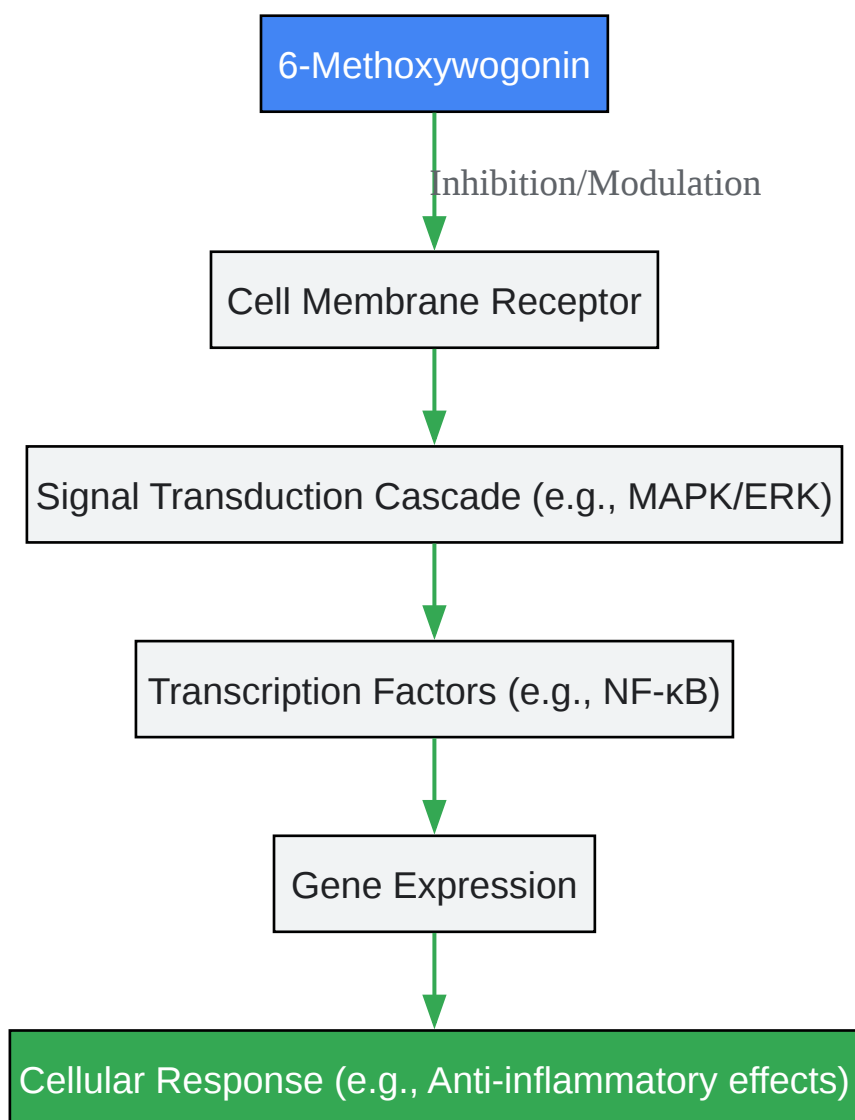 6-Methoxywogonin
Inhibition/Modulation
Cell Membrane Receptor
Signal Transduction Cascade (e.g., MAPK/ERK)
Transcription Factors (e.g., NF-κB)
Gene Expression
Cellular Response (e.g., Anti-inflammatory effects)